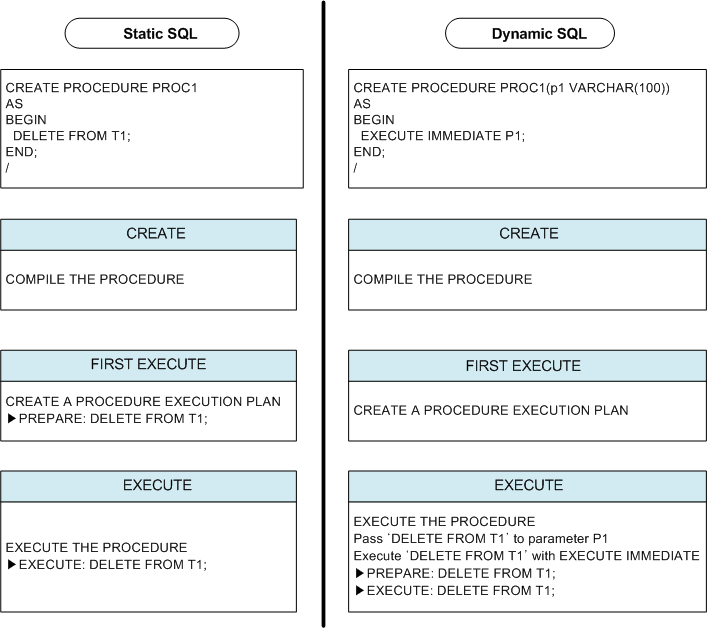 Static SQL
CREATE PROCEDURE PROC1
AS
BEGIN
DELETE FROM T1;
END;
/
CREATE
COMPILE THE PROCEDURE
FIRST EXECUTE
CREATE A PROCEDURE EXECUTION PLAN
▶PREPARE: DELETE FROM T1;
EXECUTE
EXECUTE THE PROCEDURE
▶EXECUTE: DELETE FROM T1;
Dynamic SQL
CREATE PROCEDURE PROC1(p1 VARCHAR(100))
AS
BEGIN
EXECUTE IMMEDIATE P1;
END;
/
CREATE
COMPILE THE PROCEDURE
FIRST EXECUTE
CREATE A PROCEDURE EXECUTION PLAN
EXECUTE
EXECUTE THE PROCEDURE
Pass ‘DELETE FROM T1’ to parameter P1
Execute ‘DELETE FROM T1’ with EXECUTE IMMEDIATE
▶PREPARE: DELETE FROM T1;
▶EXECUTE: DELETE FROM T1;